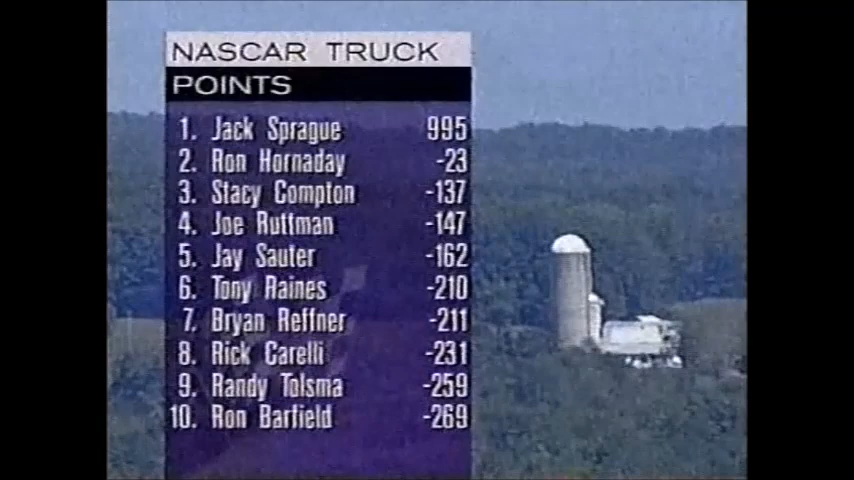 NASCAR TRUCK
POINTS
1. Jack Sprague 995
2. Ron Hornaday -23
3. Stacy Compton -137
4. Joe Ruttman -147
5. Jay Sauter -162
6. Tony Raines -210
7. Bryan Reffner -211
8. Rick Carelli -231
9. Randy Tolsma -259
10. Ron Barfield -269